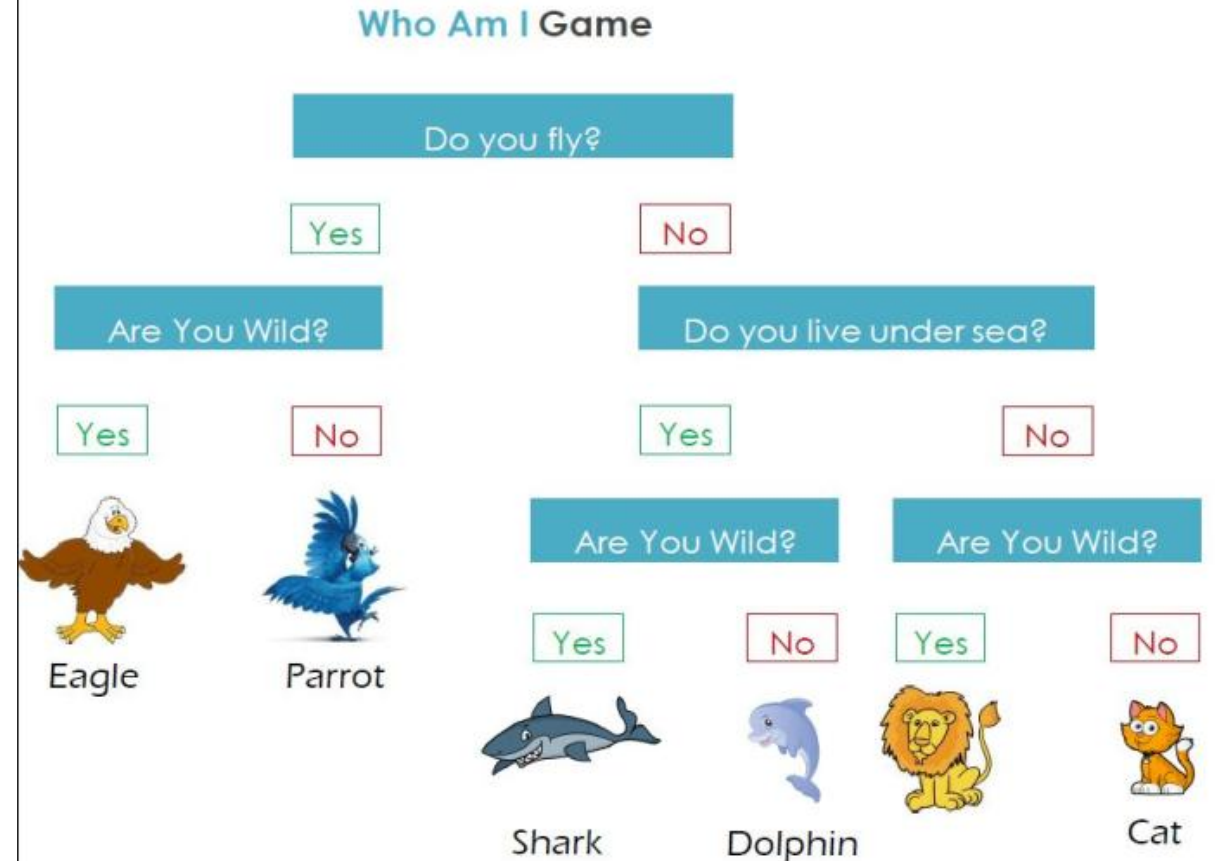 Who Am I Game
Do you fly?
Yes
No
Are You Wild?
Do you live under sea?
Yes
No
Yes
No
Are You Wild?
Are You Wild?
Yes
No
Yes
No
Eagle
Parrot
Shark
Dolphin
Cat